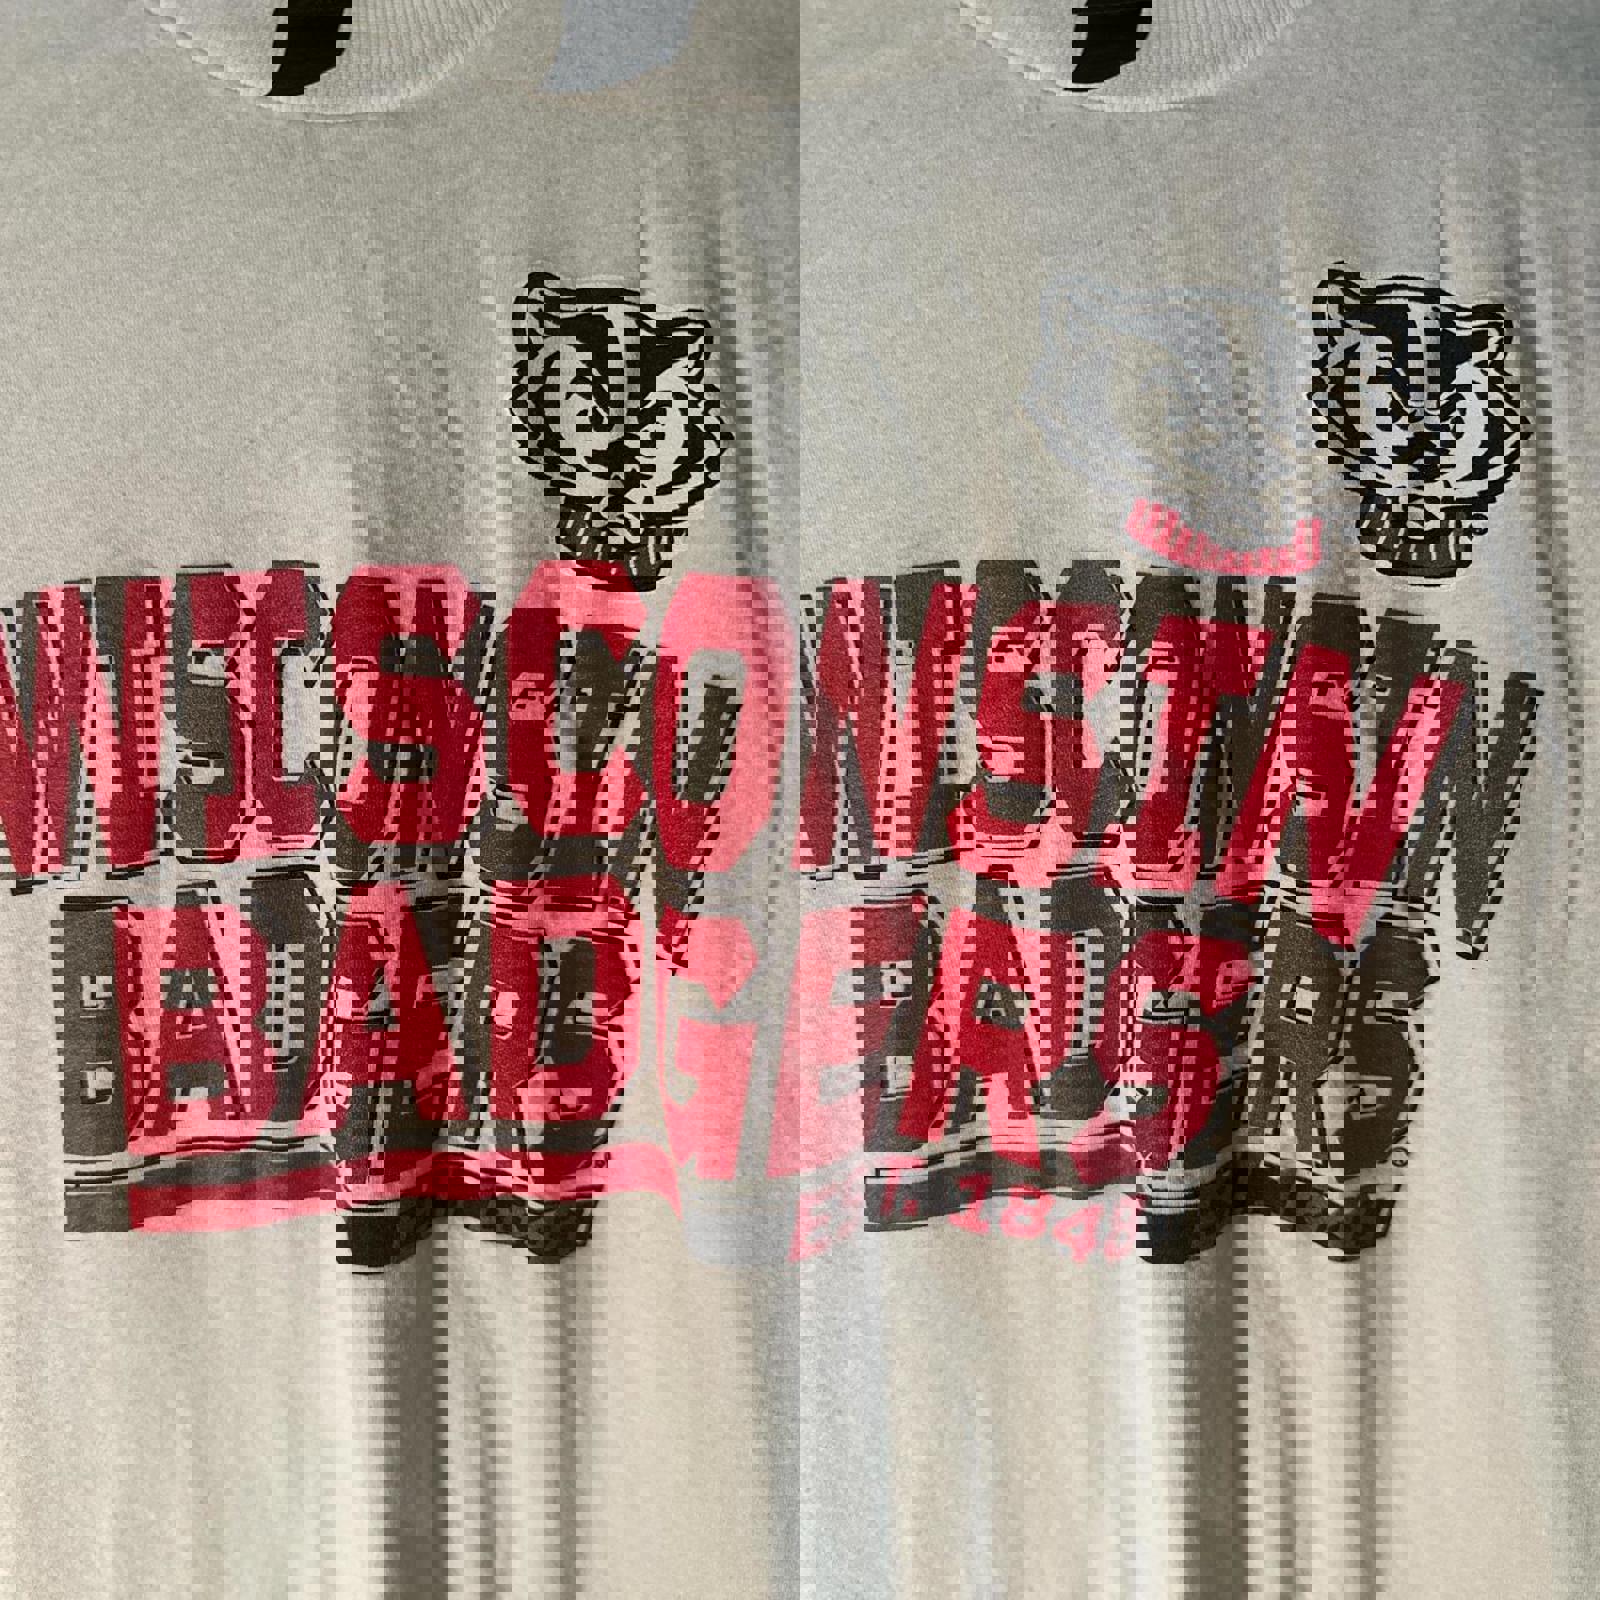 WISCONSIN
BADGERS
EST. 1848